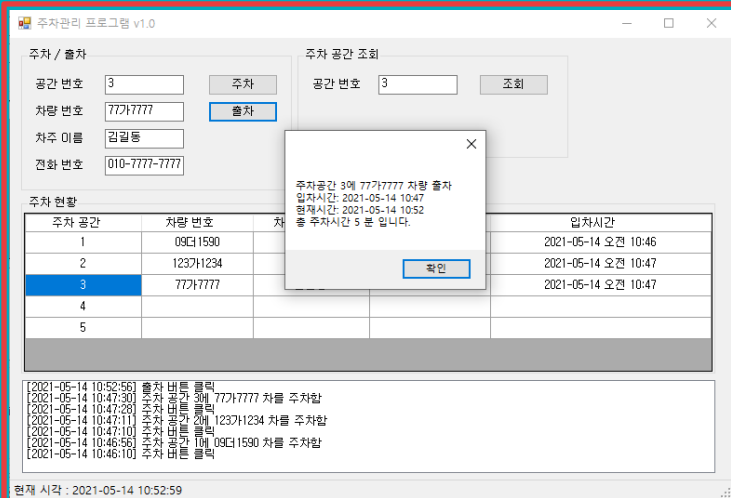 주차관리 프로그램 v1.0
주차 / 출차
공간 번호 3 주차
차량 번호 77가7777 출차
차주 이름 김길동
전화 번호 010-7777-7777
주차 공간 조회
공간 번호 3 조회
주차공간 3에 77가7777 차량 출차
입차시간: 2021-05-14 10:47
현재시간: 2021-05-14 10:52
총 주차시간 5 분 입니다.
확인
주차 현황
주차 공간 차량 번호 차 입차시간
1 09더1590 2021-05-14 오전 10:46
2 123가1234 2021-05-14 오전 10:47
3 77가7777 2021-05-14 오전 10:47
4
5
[2021-05-14 10:52:56] 출차 버튼 클릭
[2021-05-14 10:47:30] 주차 공간 3에 77가7777 차를 주차함
[2021-05-14 10:47:28] 주차 버튼 클릭
[2021-05-14 10:47:11] 주차 공간 2에 123가1234 차를 주차함
[2021-05-14 10:47:10] 주차 버튼 클릭
[2021-05-14 10:46:56] 주차 공간 1에 09더1590 차를 주차함
[2021-05-14 10:46:10] 주차 버튼 클릭
현재 시각 : 2021-05-14 10:52:59